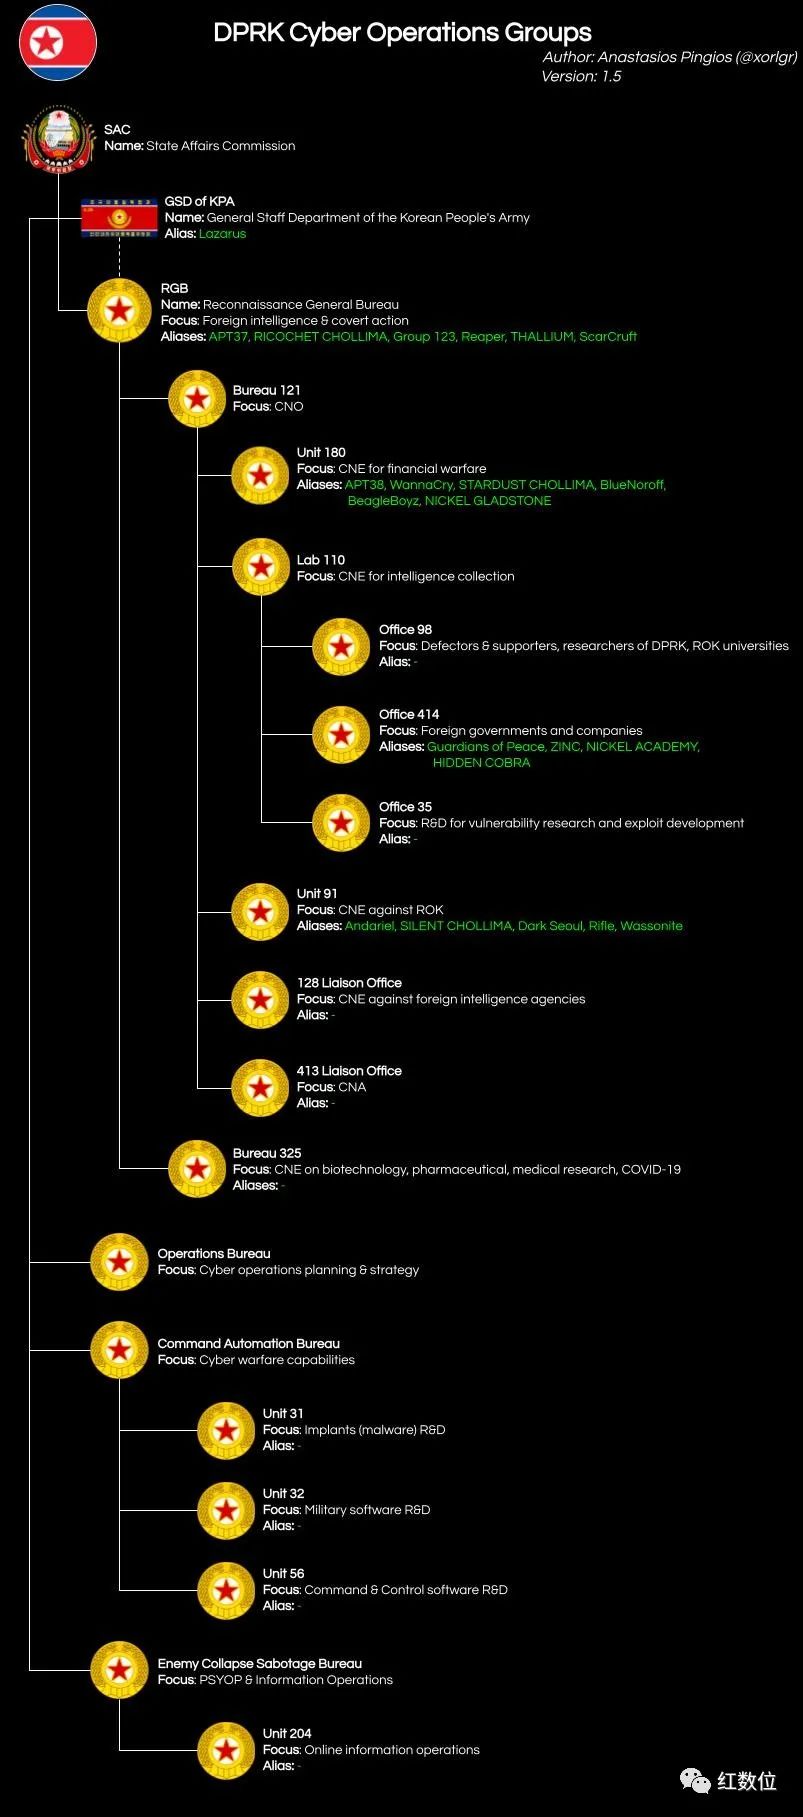 DPRK Cyber Operations Groups
Author: Anastasios Pingios (@xorlgr)
Version: 1.5
SAC
Name: State Affairs Commission
GSD of KPA
Name: General Staff Department of the Korean People's Army
Alias: Lazarus
RGB
Name: Reconnaissance General Bureau
Focus: Foreign intelligence & covert action
Aliases: APT37, RICOCHET CHOLLIMA, Group 123, Reaper, THALLIUM, ScarCruft
Bureau 121
Focus: CNO
Unit 180
Focus: CNE for financial warfare
Aliases: APT38, WannaCry, STARDUST CHOLLIMA, BlueNoroff,
BeagleBoyz, NICKEL GLADSTONE
Lab 110
Focus: CNE for intelligence collection
Office 98
Focus: Defectors & supporters, researchers of DPRK, ROK universities
Alias: -
Office 414
Focus: Foreign governments and companies
Aliases: Guardians of Peace, ZINC, NICKEL ACADEMY,
HIDDEN COBRA
Office 35
Focus: R&D for vulnerability research and exploit development
Alias: -
Unit 91
Focus: CNE against ROK
Aliases: Andariel, SILENT CHOLLIMA, Dark Seoul, Rifle, Wassonite
128 Liaison Office
Focus: CNE against foreign intelligence agencies
Alias: -
413 Liaison Office
Focus: CNA
Alias: -
Bureau 325
Focus: CNE on biotechnology, pharmaceutical, medical research, COVID-19
Aliases: -
Operations Bureau
Focus: Cyber operations planning & strategy
Command Automation Bureau
Focus: Cyber warfare capabilities
Unit 31
Focus: Implants (malware) R&D
Alias: -
Unit 32
Focus: Military software R&D
Alias: -
Unit 56
Focus: Command & Control software R&D
Alias: -
Enemy Collapse Sabotage Bureau
Focus: PSYOP & Information Operations
Unit 204
Focus: Online information operations
Alias: -
红数位